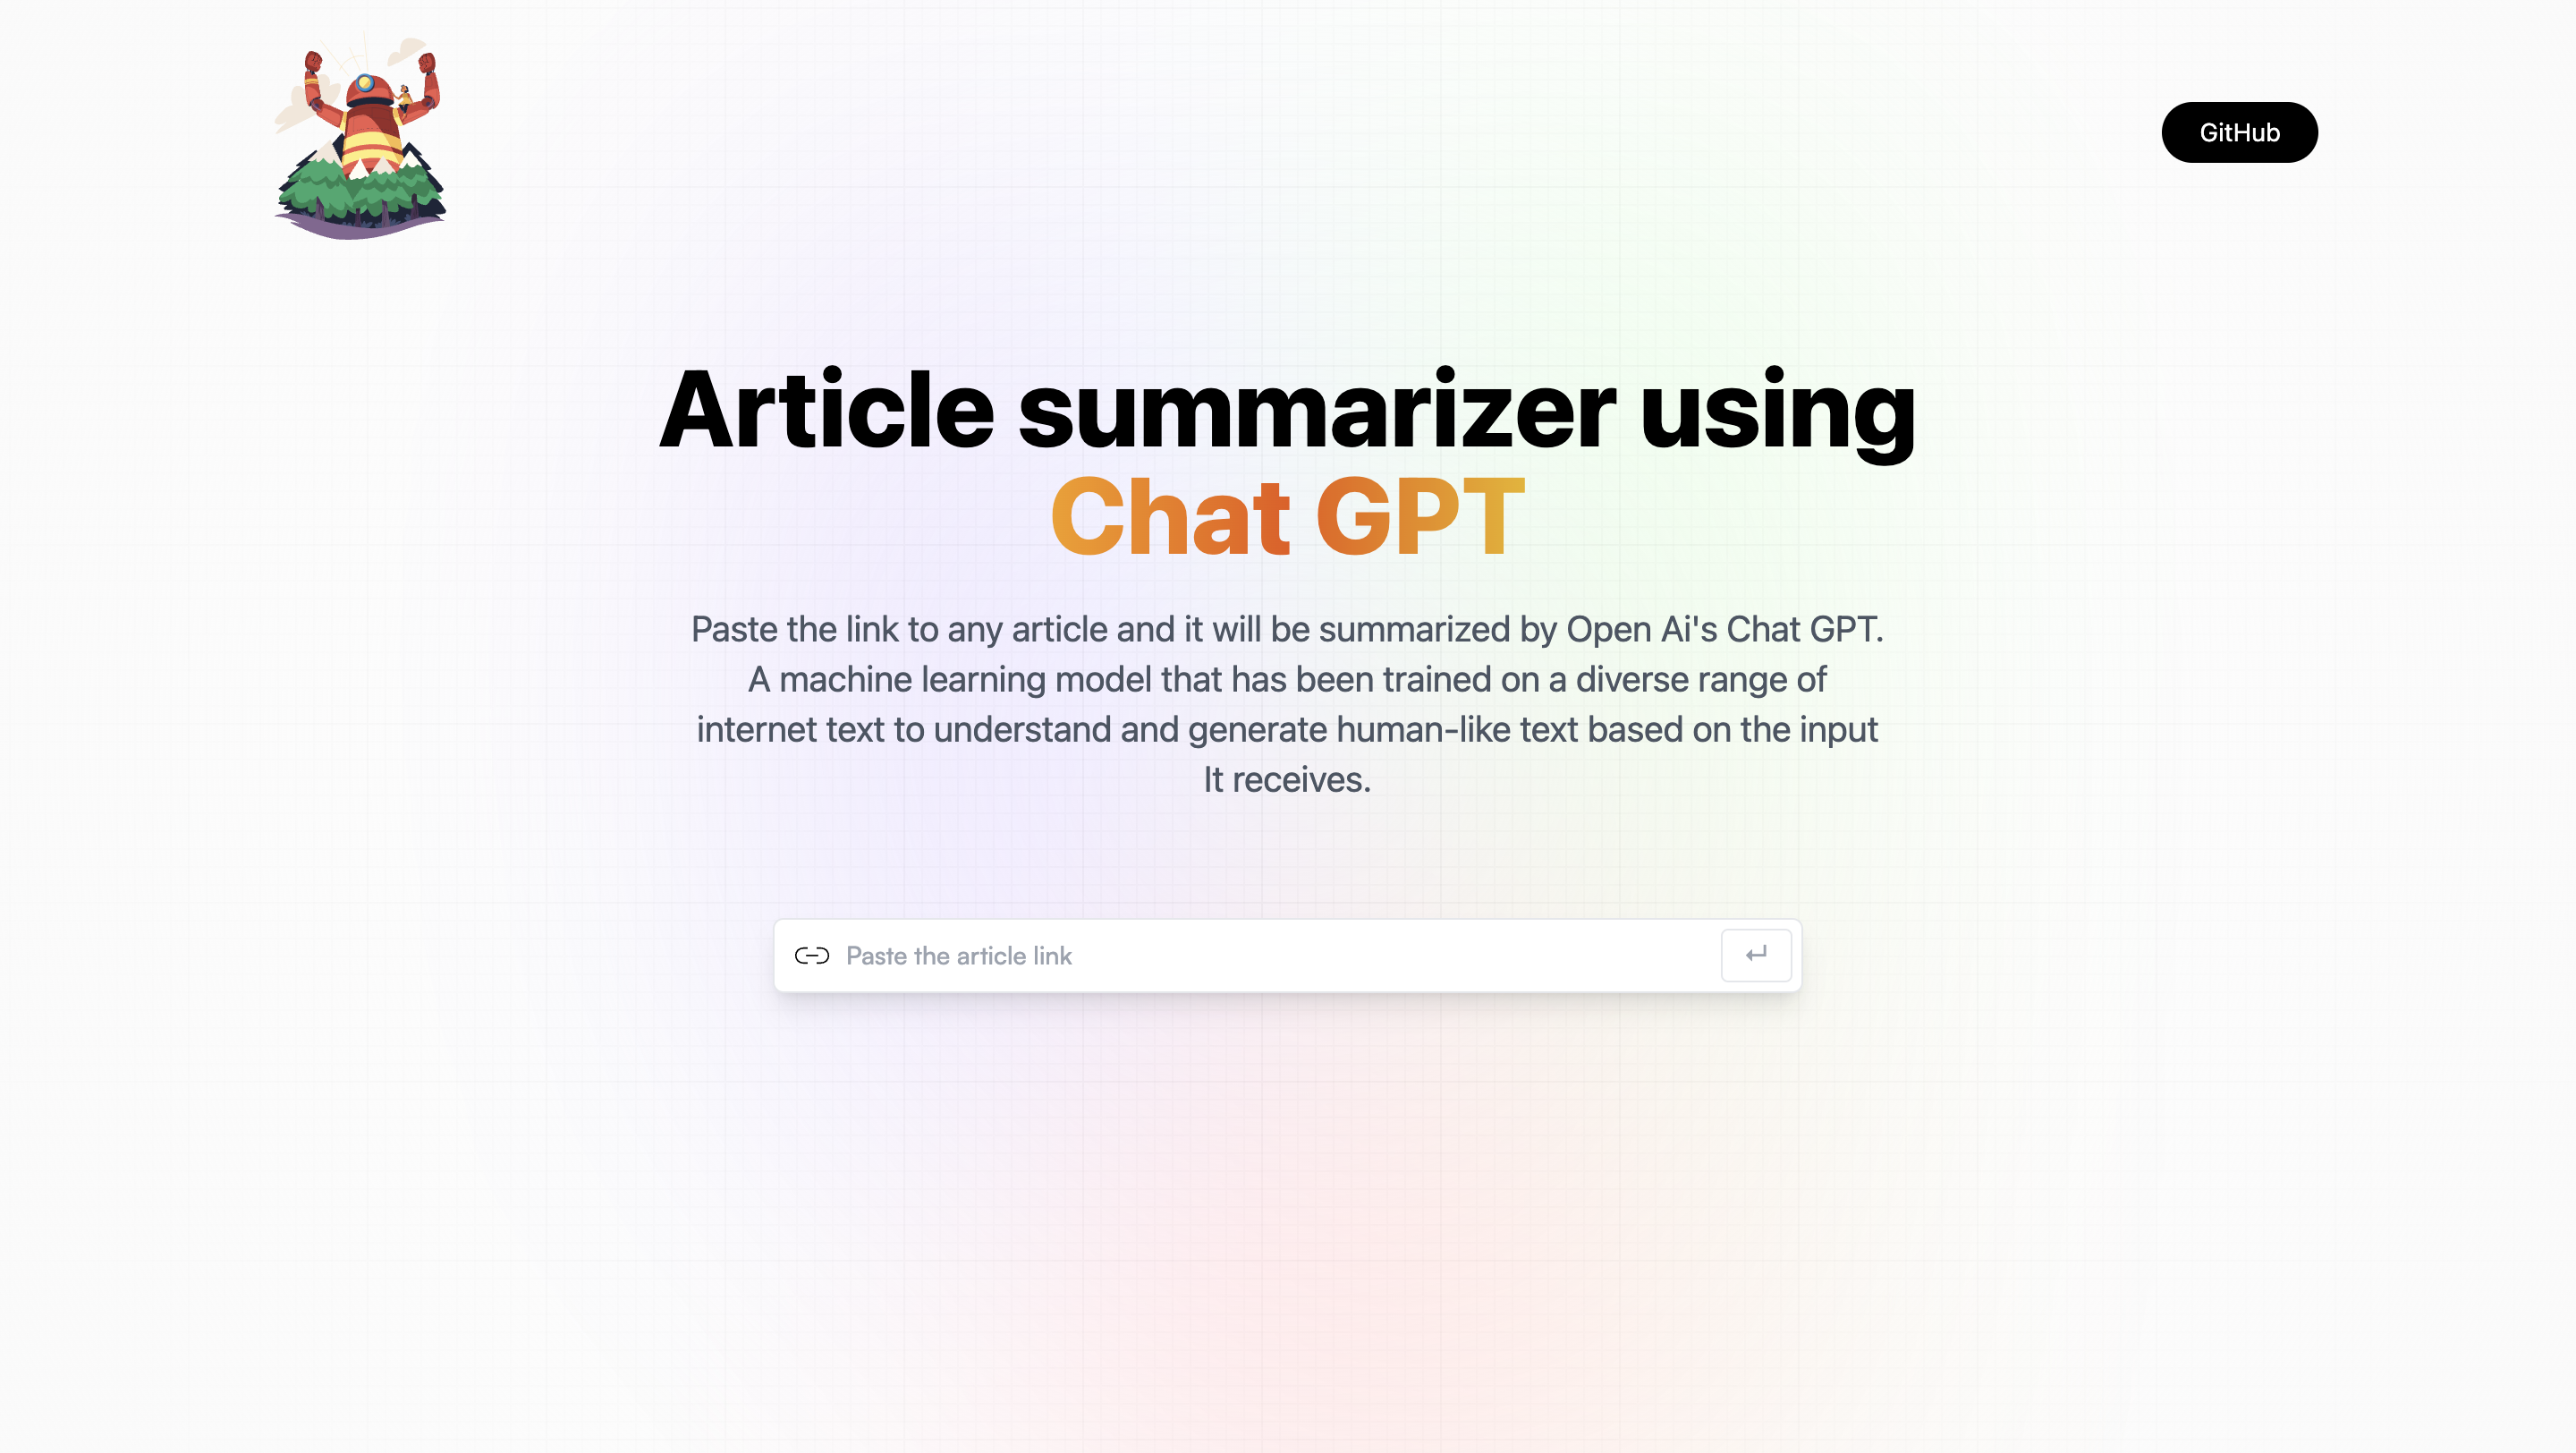 GitHub
Article summarizer using
Chat GPT
Paste the link to any article and it will be summarized by Open Ai's Chat GPT.
A machine learning model that has been trained on a diverse range of
internet text to understand and generate human-like text based on the input
It receives.
Paste the article link